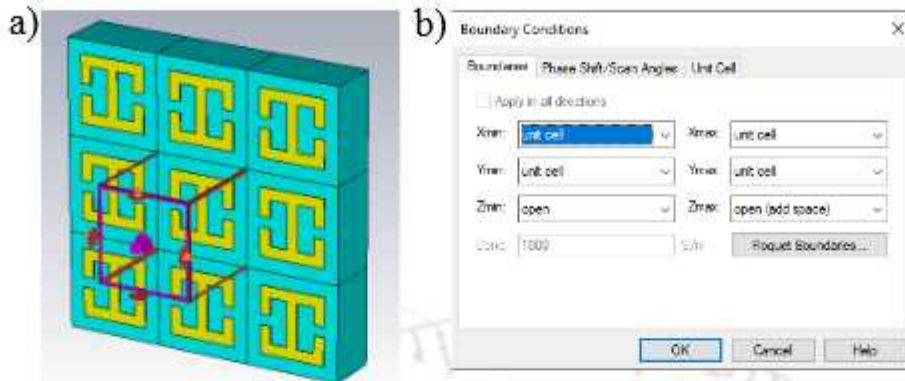 a)
b)
Boundary Conditions
Boundaries Phase Shift/Scan Angles Unit Cell
Apply in all directions
Xmin: unit cell Xmax: unit cell
Ymin: unit cell Ymax: unit cell
Zmin: open Zmax: open (add space)
Cond.: 1000 S/m Floquet Boundaries...
OK Cancel Help